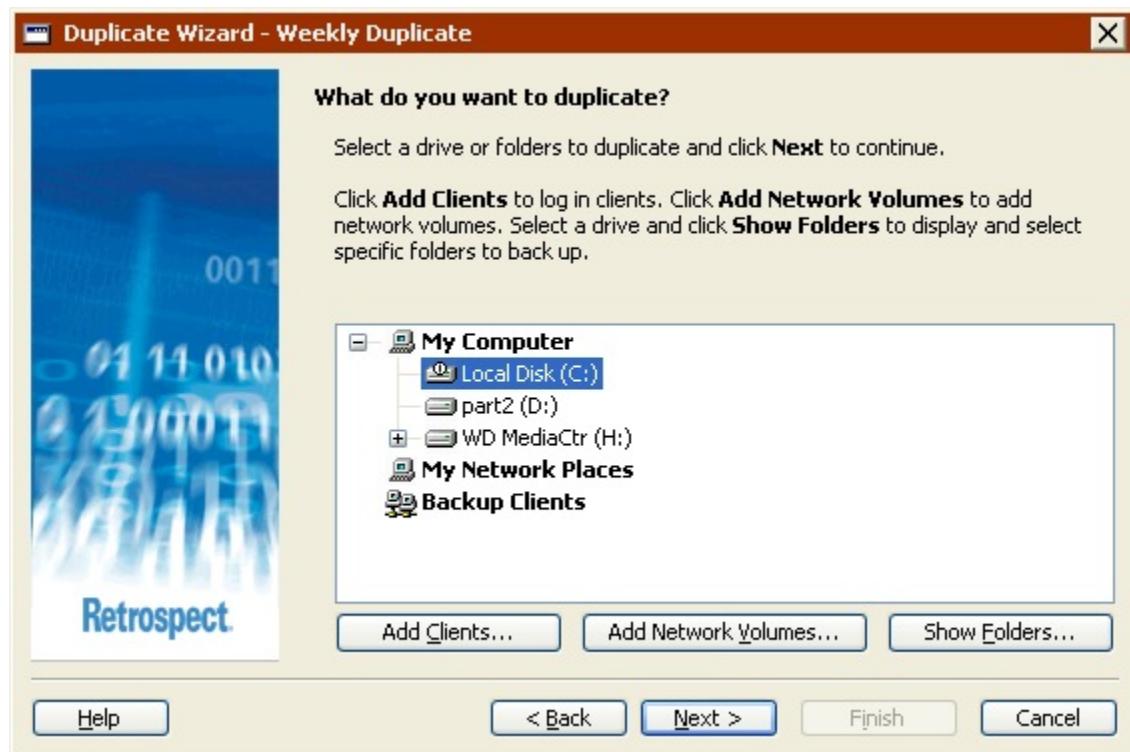 Duplicate Wizard - Weekly Duplicate
What do you want to duplicate?
Select a drive or folders to duplicate and click Next to continue.
Click Add Clients to log in clients. Click Add Network Volumes to add
network volumes. Select a drive and click Show Folders to display and select
specific folders to back up.
0011
01 11 010
My Computer
Local Disk (C:)
part2 (D:)
WD MediaCtr (H:)
My Network Places
Backup Clients
Retrospect.
Add Clients...
Add Network Volumes...
Show Folders...
Help
< Back
Next >
Finish
Cancel